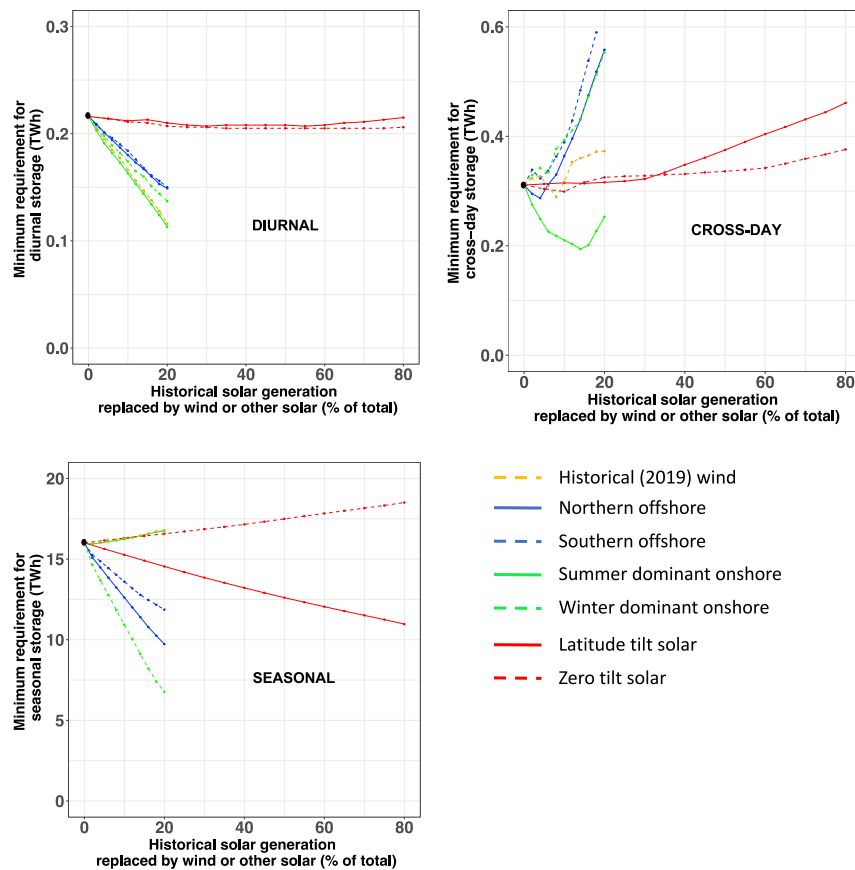 Minimum requirement for
diurnal storage (TWh)
0.3
0.2
0.1
0.0
DIURNAL
0
20
40
60
80
Historical solar generation
replaced by wind or other solar (% of total)
Minimum requirement for
cross−day storage (TWh)
0.6
0.4
0.2
0.0
CROSS−DAY
0
20
40
60
80
Historical solar generation
replaced by wind or other solar (% of total)
Minimum requirement for
seasonal storage (TWh)
20
15
10
5
0
SEASONAL
0
20
40
60
80
Historical solar generation
replaced by wind or other solar (% of total)
Historical (2019) wind
Northern offshore
Southern offshore
Summer dominant onshore
Winter dominant onshore
Latitude tilt solar
Zero tilt solar